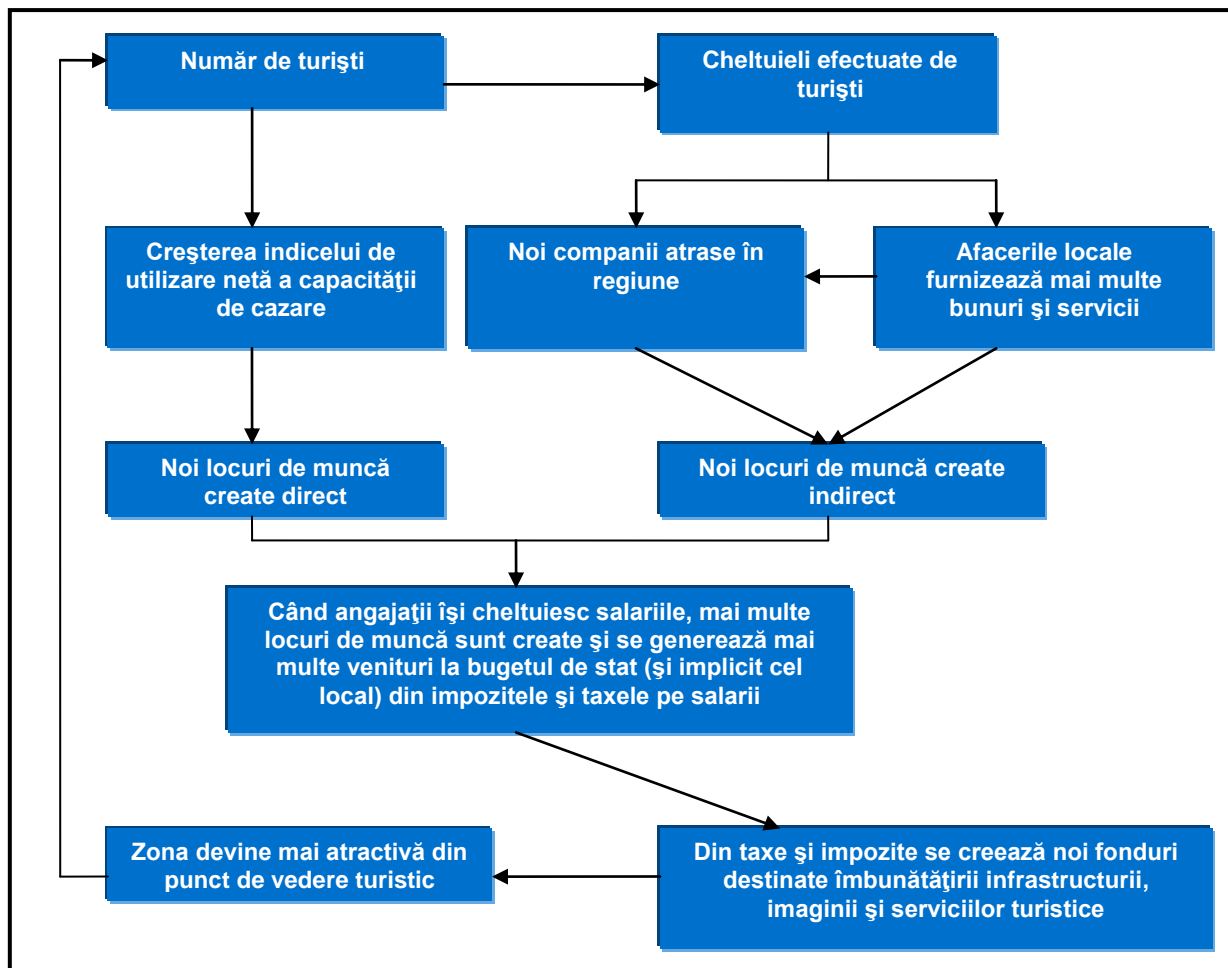 Număr de turişti
Cheltuieli efectuate de
turişti
Creşterea indicelui de
utilizare netă a capacităţii
de cazare
Noi companii atrase în
regiune
Afacerile locale
furnizează mai multe
bunuri şi servicii
Noi locuri de muncă
create direct
Noi locuri de muncă create
indirect
Când angajaţii îşi cheltuiesc salariile, mai multe
locuri de muncă sunt create şi se generează mai
multe venituri la bugetul de stat (şi implicit cel
local) din impozitele şi taxele pe salarii
Zona devine mai atractivă din
punct de vedere turistic
Din taxe şi impozite se creează noi fonduri
destinate îmbunătăţirii infrastructurii,
imaginii şi serviciilor turistice